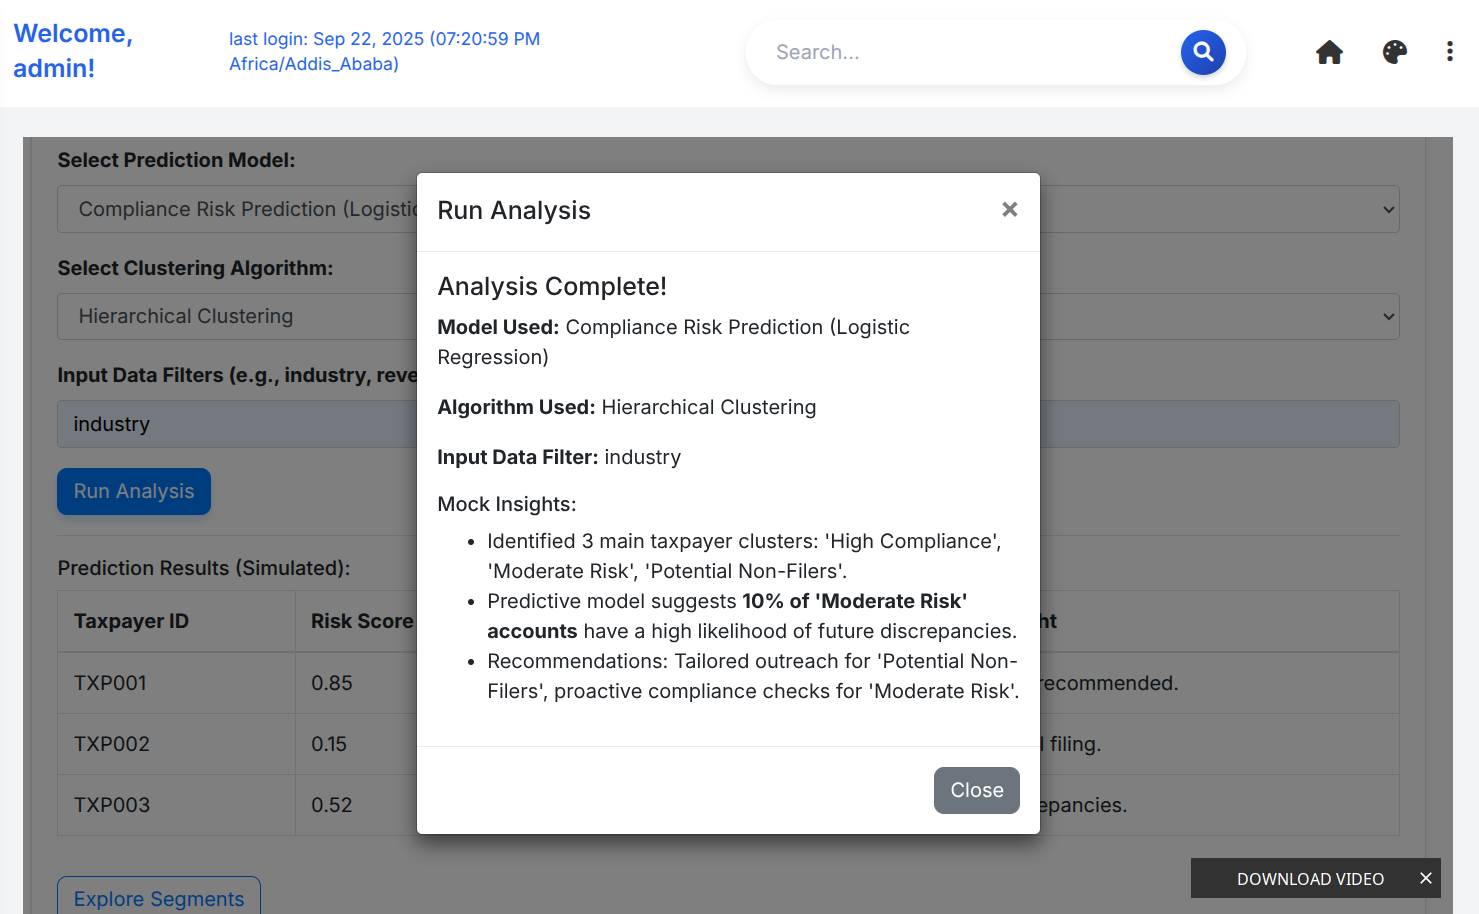 Welcome,
admin!
last login: Sep 22, 2025 (07:20:59 PM
Africa/Addis_Ababa)
Search...
Select Prediction Model:
Compliance Risk Prediction (Logistic
Select Clustering Algorithm:
Hierarchical Clustering
Input Data Filters (e.g., industry, reve
industry
Run Analysis
Prediction Results (Simulated):
Taxpayer ID Risk Score ht
TXP001 0.85 recommended.
TXP002 0.15 filing.
TXP003 0.52 epancies.
Explore Segments
Run Analysis
×
Analysis Complete!
Model Used: Compliance Risk Prediction (Logistic
Regression)
Algorithm Used: Hierarchical Clustering
Input Data Filter: industry
Mock Insights:
• Identified 3 main taxpayer clusters: 'High Compliance',
'Moderate Risk', 'Potential Non-Filers'.
• Predictive model suggests 10% of 'Moderate Risk'
accounts have a high likelihood of future discrepancies.
• Recommendations: Tailored outreach for 'Potential Non-
Filers', proactive compliance checks for 'Moderate Risk'.
Close
DOWNLOAD VIDEO ×